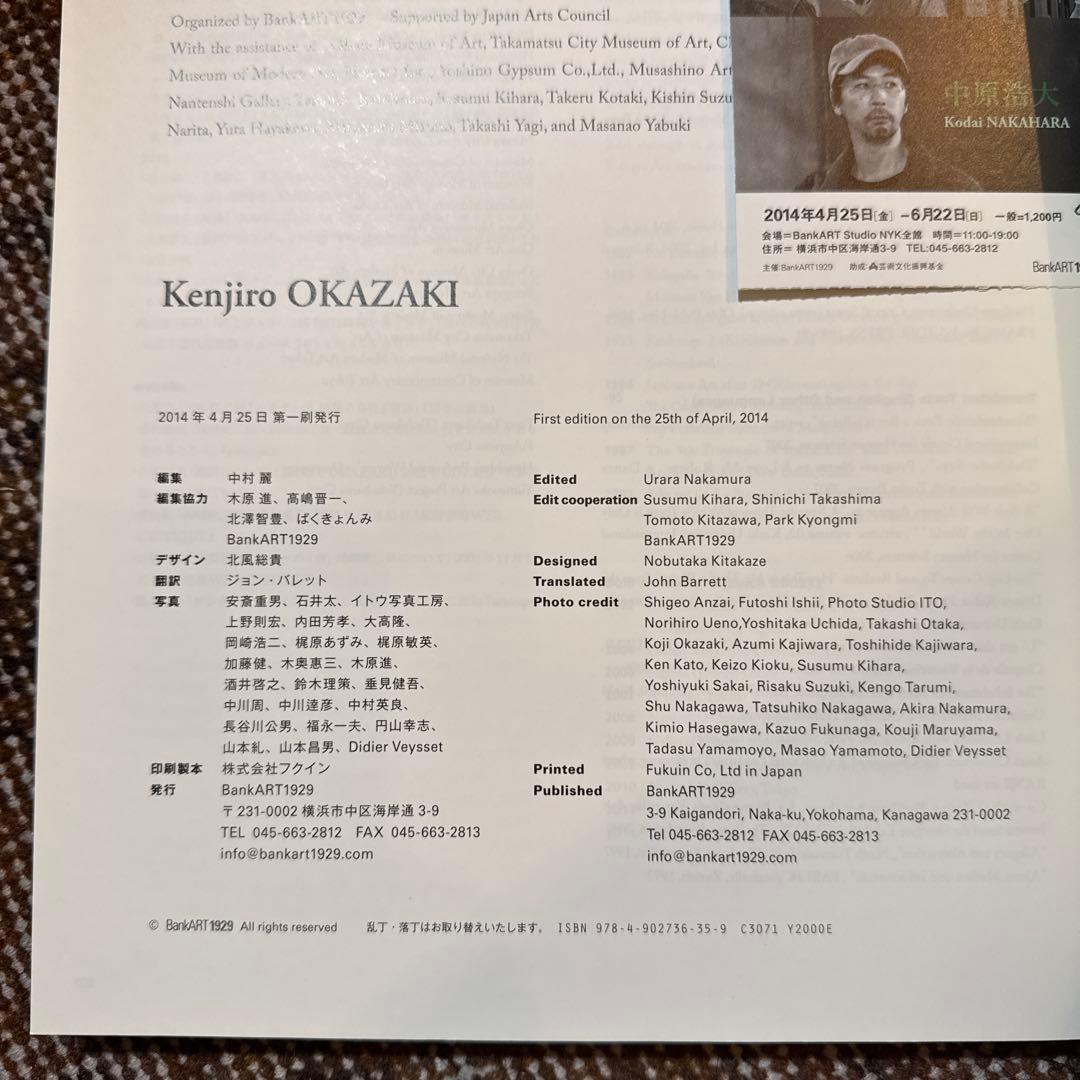 Organized by BankART1929 Supported by Japan Arts Council
With the assistance of Art, Takamatsu City Museum of Art,
Museum of Yoshino Gypsum Co.,Ltd., Musashino
Nantenshi Susumu Kihara, Takeru Kotaki, Kishin
Narita, Yura Takashi Yagi, and Masanao Yabuki
中原浩大
Kodai NAKAHARA
2014年4月25日[金] –6月22日[日] 一般=1,200円
会場=BankART Studio NYK全館 時間=11:00-19:00
住所= 横浜市中区海岸通3-9 TEL:045-663-2812
主催:BankART1929 助成:芸術文化振興基金
Kenjiro OKAZAKI
2014 年 4 月 25 日 第一刷発行
編集 中村 麗
編集協力 木原 進、高嶋晋一、
北澤智豊、ぱくきょんみ
BankART1929
デザイン 北風総貴
翻訳 ジョン・バレット
写真 安斎重男、石井太、イトウ写真工房、
上野則宏、内田芳孝、大高隆、
岡崎浩二、梶原あずみ、梶原敏英、
加藤健、木奥惠三、木原進、
酒井啓之、鈴木理策、垂見健吾、
中川周、中川達彦、中村英良、
長谷川公男、福永一夫、円山幸志、
山本糾、山本昌男、Didier Veysset
印刷製本 株式会社フクイン
発行 BankART1929
〒231-0002 横浜市中区海岸通 3-9
TEL 045-663-2812 FAX 045-663-2813
info@bankart1929.com
First edition on the 25th of April, 2014
Edited Urara Nakamura
Edit cooperation Susumu Kihara, Shinichi Takashima
Tomoto Kitazawa, Park Kyongmi
BankART1929
Designed Nobutaka Kitakaze
Translated John Barrett
Photo credit Shigeo Anzai, Futoshi Ishii, Photo Studio ITO,
Norihiro Ueno,Yoshitaka Uchida, Takashi Otaka,
Koji Okazaki, Azumi Kajiwara, Toshihide Kajiwara,
Ken Kato, Keizo Kioku, Susumu Kihara,
Yoshiyuki Sakai, Risaku Suzuki, Kengo Tarumi,
Shu Nakagawa, Tatsuhiko Nakagawa, Akira Nakamura,
Kimio Hasegawa, Kazuo Fukunaga, Kouji Maruyama,
Tadasu Yamamoyo, Masao Yamamoto, Didier Veysset
Printed Fukuin Co, Ltd in Japan
Published BankART1929
3-9 Kaigandori, Naka-ku,Yokohama, Kanagawa 231-0002
Tel 045-663-2812 FAX 045-663-2813
info@bankart1929.com
© BankART1929 All rights reserved 乱丁・落丁はお取り替えいたします。 ISBN 978-4-902736-35-9 C3071 Y2000E